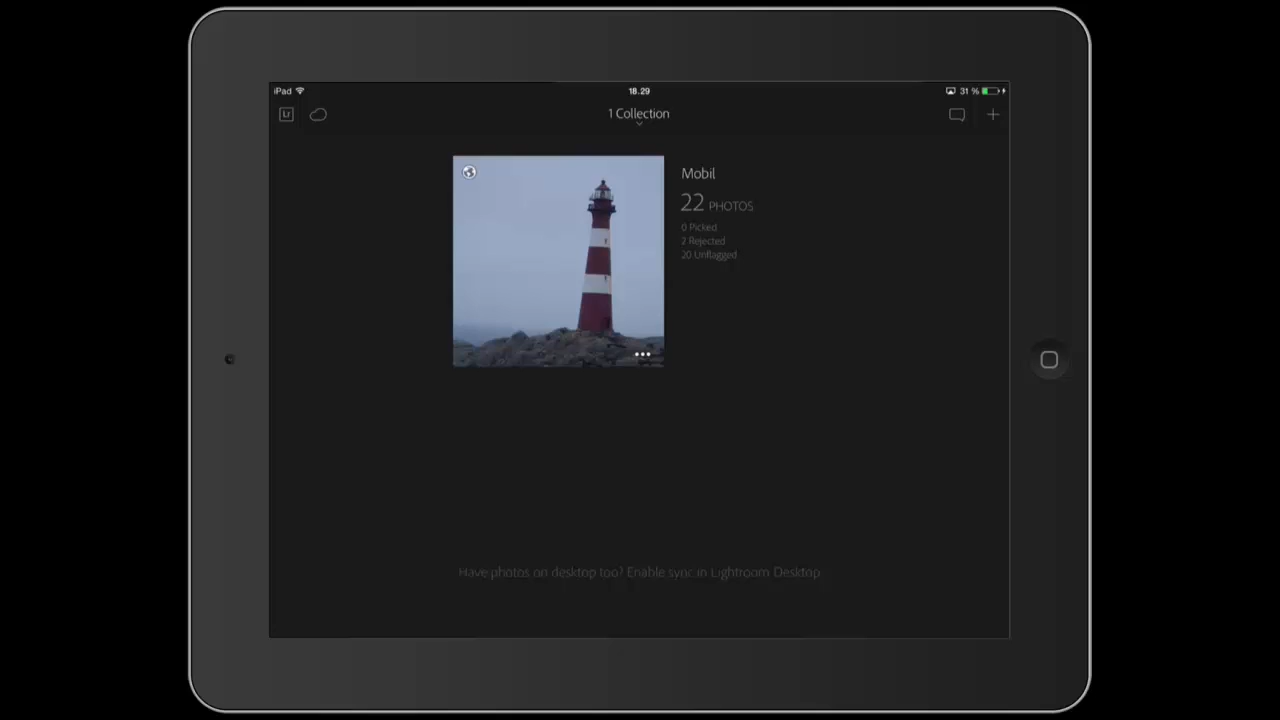 iPad 18.29 31 %
Lr 1 Collection
Mobil
22 PHOTOS
0 Picked
2 Rejected
20 Unflagged
Have photos on desktop too? Enable sync in Lightroom Desktop